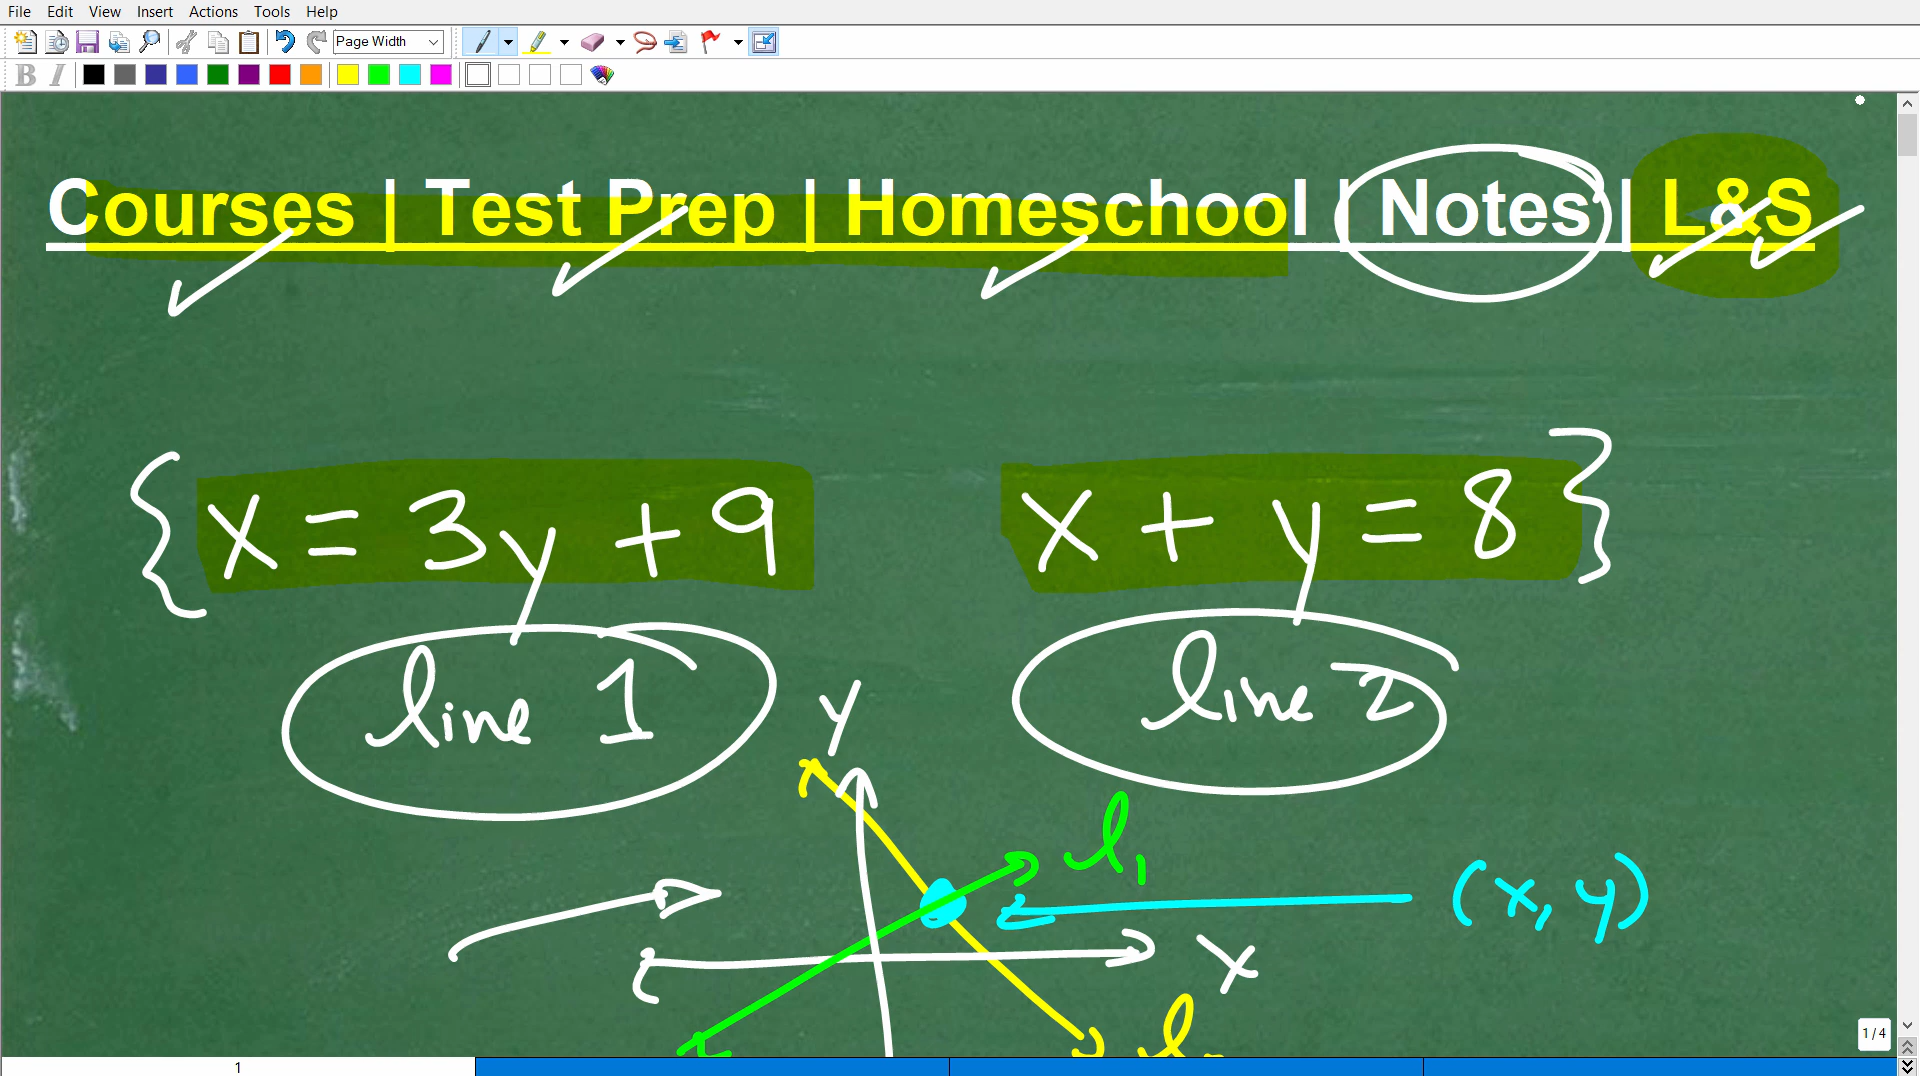 File Edit View Insert Actions Tools Help
Page Width
B I
Courses | Test Prep | Homeschool | Notes | L&S
{ x = 3y + 9 x + y = 8 }
line 1 line 2
y
l₁
(x, y)
x
1 / 4
1